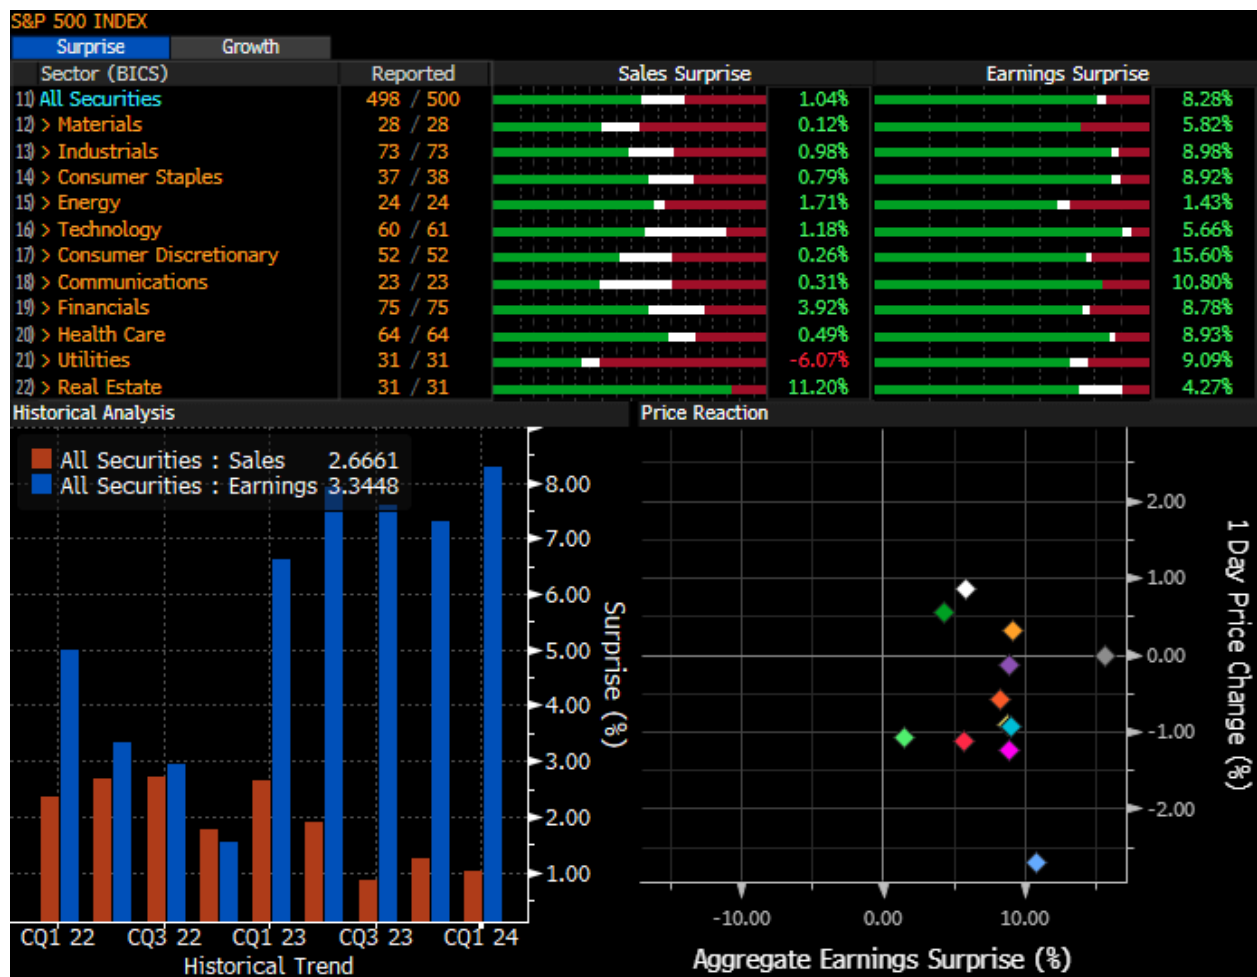 S&P 500 INDEX
Surprise Growth
Sector (BICS) Reported Sales Surprise Earnings Surprise
11) All Securities 498 / 500 1.04% 8.28%
12) > Materials 28 / 28 0.12% 5.82%
13) > Industrials 73 / 73 0.98% 8.98%
14) > Consumer Staples 37 / 38 0.79% 8.92%
15) > Energy 24 / 24 1.71% 1.43%
16) > Technology 60 / 61 1.18% 5.66%
17) > Consumer Discretionary 52 / 52 0.26% 15.60%
18) > Communications 23 / 23 0.31% 10.80%
19) > Financials 75 / 75 3.92% 8.78%
20) > Health Care 64 / 64 0.49% 8.93%
21) > Utilities 31 / 31 -6.07% 9.09%
22) > Real Estate 31 / 31 11.20% 4.27%
Historical Analysis
All Securities : Sales 2.6661
All Securities : Earnings 3.3448
8.00
7.00
6.00
5.00
4.00
3.00
2.00
1.00
Surprise (%)
CQ1 22 CQ3 22 CQ1 23 CQ3 23 CQ1 24
Historical Trend
Price Reaction
2.00
1.00
0.00
-1.00
-2.00
1 Day Price Change (%)
-10.00 0.00 10.00
Aggregate Earnings Surprise (%)